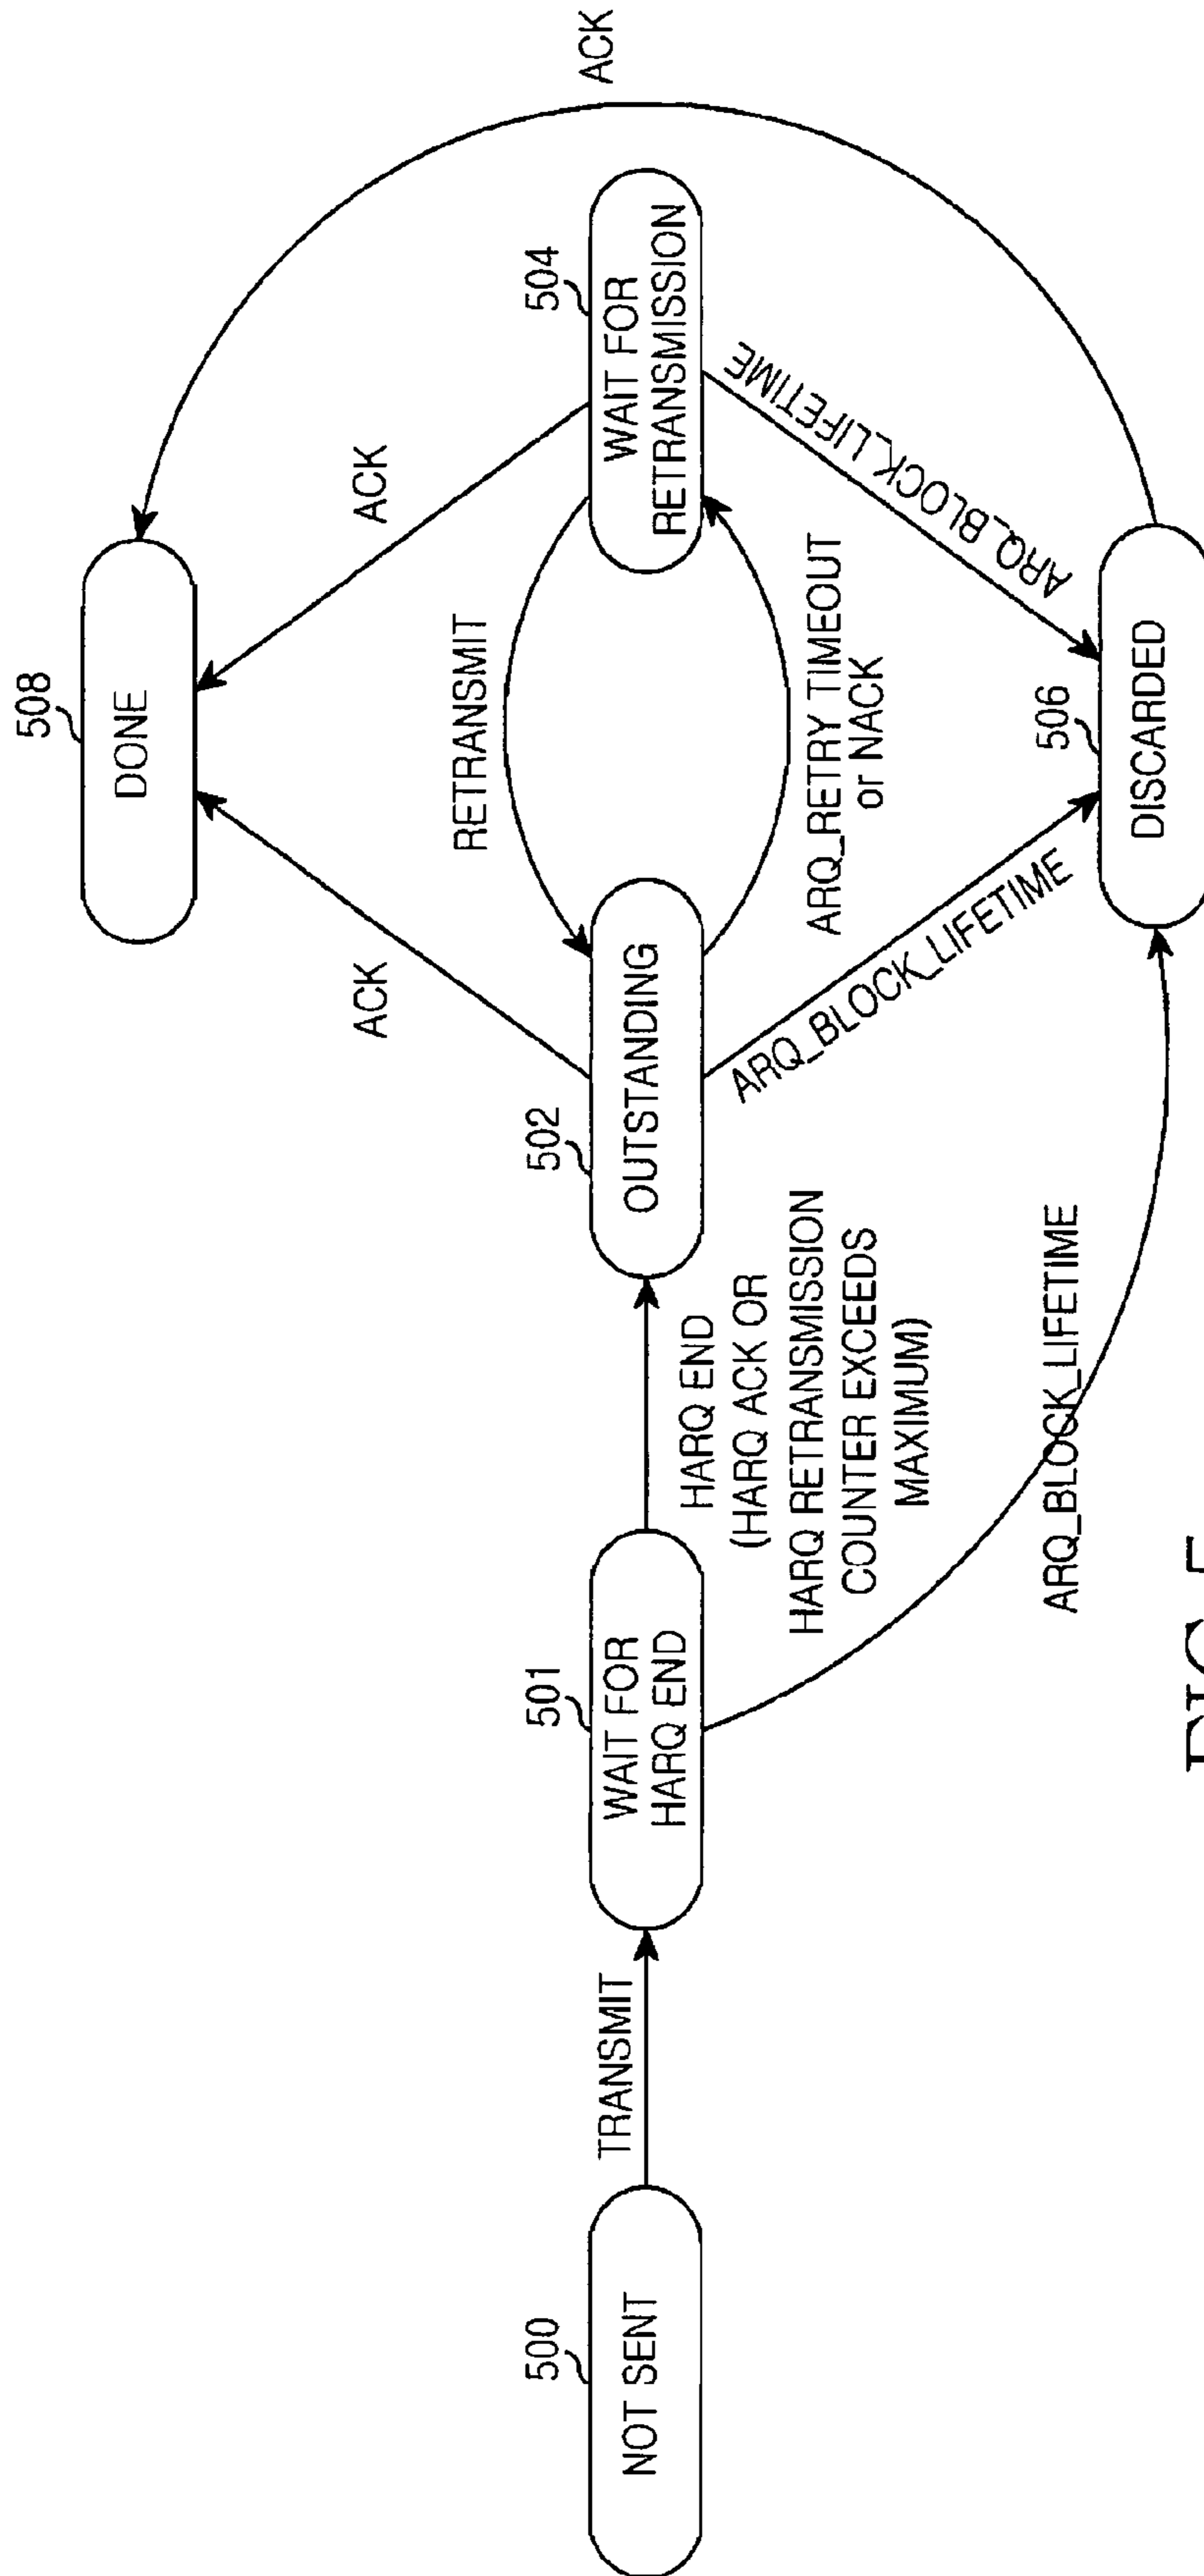 508
DONE
ACK
ACK
ACK
RETRANSMIT
500
NOT SENT
TRANSMIT
501
WAIT FOR
HARQ END
HARQ END
(HARQ ACK OR
HARQ RETRANSMISSION
COUNTER EXCEEDS
MAXIMUM)
502
OUTSTANDING
504
WAIT FOR
RETRANSMISSION
ARQ_RETRY TIMEOUT
or NACK
ARQ_BLOCK_LIFETIME
ARQ_BLOCK_LIFETIME
ARQ_BLOCK_LIFETIME
506
DISCARDED